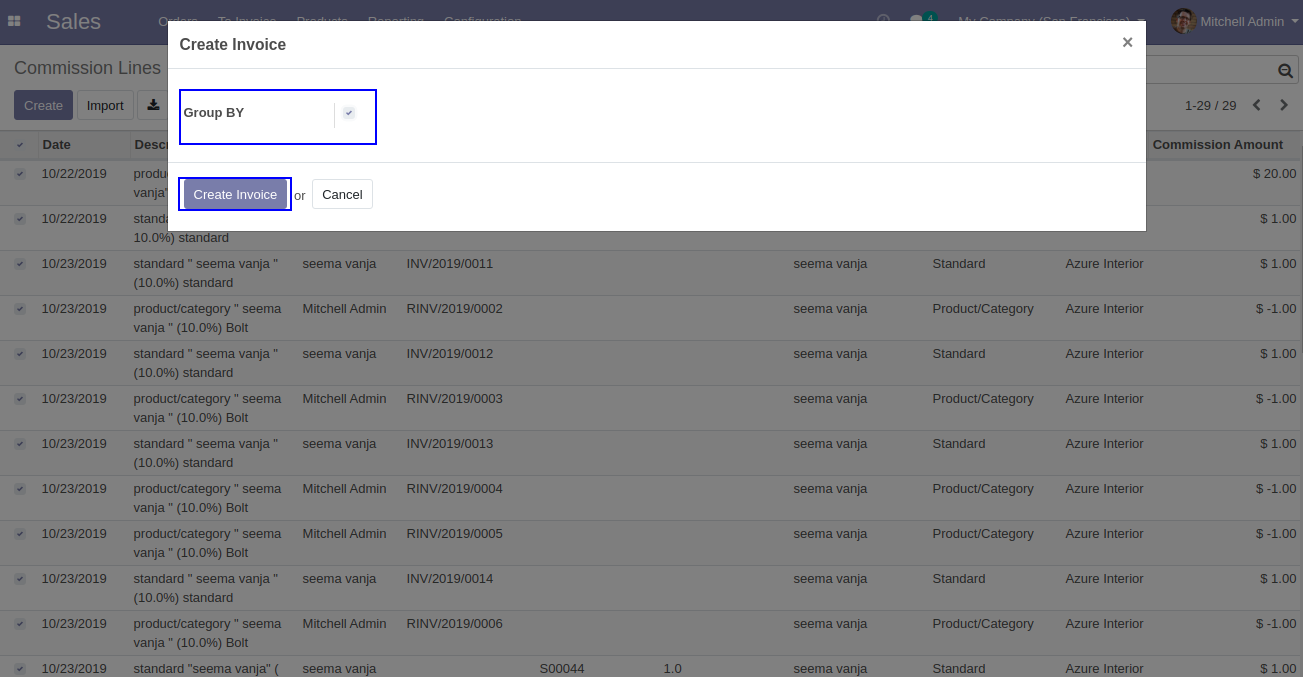 Sales Orders To Invoice Products Reporting Configuration 4 My Company (San Francisco) Mitchell Admin
Create Invoice ×
Commission Lines
Group BY
Create Import 1-29 / 29
Date Commission Amount
10/22/2019 $ 20.00
vanja"
Create Invoice or Cancel
10/22/2019 $ 1.00
10.0%) standard
10/23/2019 standard " seema vanja " seema vanja INV/2019/0011 seema vanja Standard Azure Interior $ 1.00
(10.0%) standard
10/23/2019 product/category " seema Mitchell Admin RINV/2019/0002 seema vanja Product/Category Azure Interior $ -1.00
vanja " (10.0%) Bolt
10/23/2019 standard " seema vanja " seema vanja INV/2019/0012 seema vanja Standard Azure Interior $ 1.00
(10.0%) standard
10/23/2019 product/category " seema Mitchell Admin RINV/2019/0003 seema vanja Product/Category Azure Interior $ -1.00
vanja " (10.0%) Bolt
10/23/2019 standard " seema vanja " seema vanja INV/2019/0013 seema vanja Standard Azure Interior $ 1.00
(10.0%) standard
10/23/2019 product/category " seema Mitchell Admin RINV/2019/0004 seema vanja Product/Category Azure Interior $ -1.00
vanja " (10.0%) Bolt
10/23/2019 product/category " seema Mitchell Admin RINV/2019/0005 seema vanja Product/Category Azure Interior $ -1.00
vanja " (10.0%) Bolt
10/23/2019 standard " seema vanja " seema vanja INV/2019/0014 seema vanja Standard Azure Interior $ 1.00
(10.0%) standard
10/23/2019 product/category " seema Mitchell Admin RINV/2019/0006 seema vanja Product/Category Azure Interior $ -1.00
vanja " (10.0%) Bolt
10/23/2019 standard "seema vanja" ( seema vanja S00044 1.0 seema vanja Standard Azure Interior $ 1.00